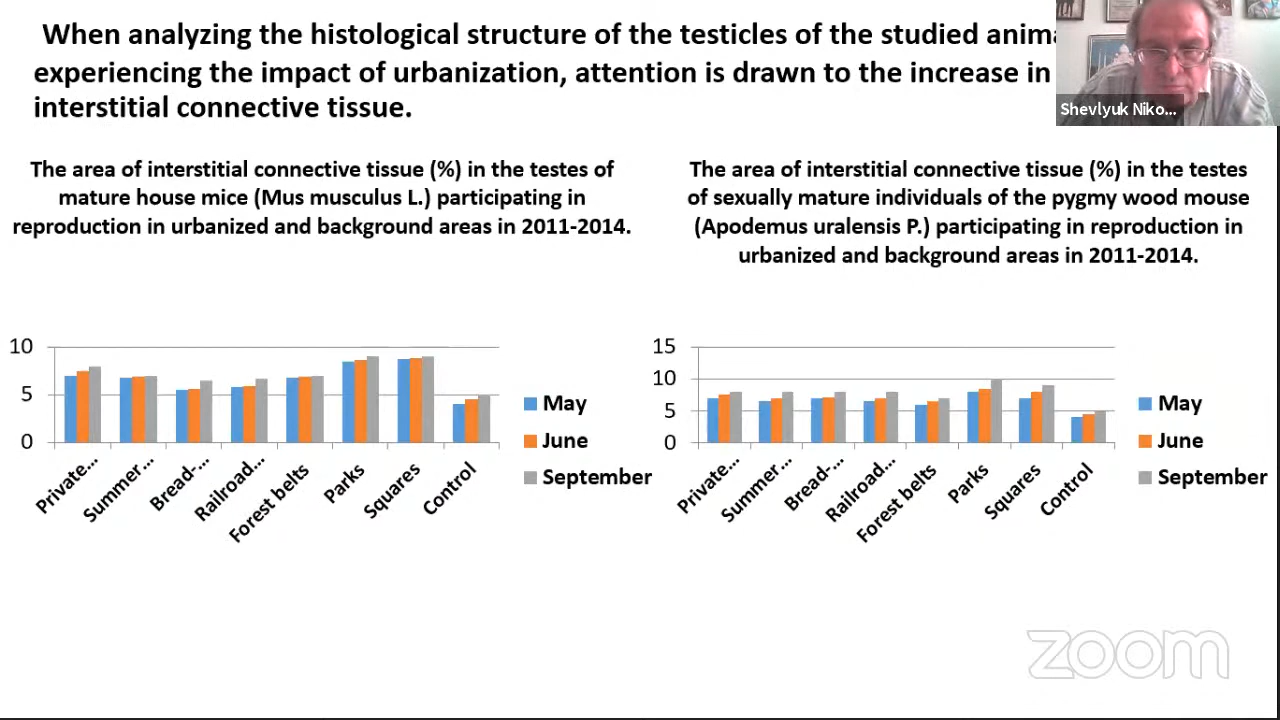 When analyzing the histological structure of the testicles of the studied anima
experiencing the impact of urbanization, attention is drawn to the increase in
interstitial connective tissue.
Shevlyuk Niko...
The area of interstitial connective tissue (%) in the testes of
mature house mice (Mus musculus L.) participating in
reproduction in urbanized and background areas in 2011-2014.
10
5
0
Private...
Summer...
Bread-...
Railroad...
Forest belts
Parks
Squares
Control
May
June
September
The area of interstitial connective tissue (%) in the testes
of sexually mature individuals of the pygmy wood mouse
(Apodemus uralensis P.) participating in reproduction in
urbanized and background areas in 2011-2014.
15
10
5
0
Private...
Summer...
Bread-...
Railroad...
Forest belts
Parks
Squares
Control
May
June
September
zoom